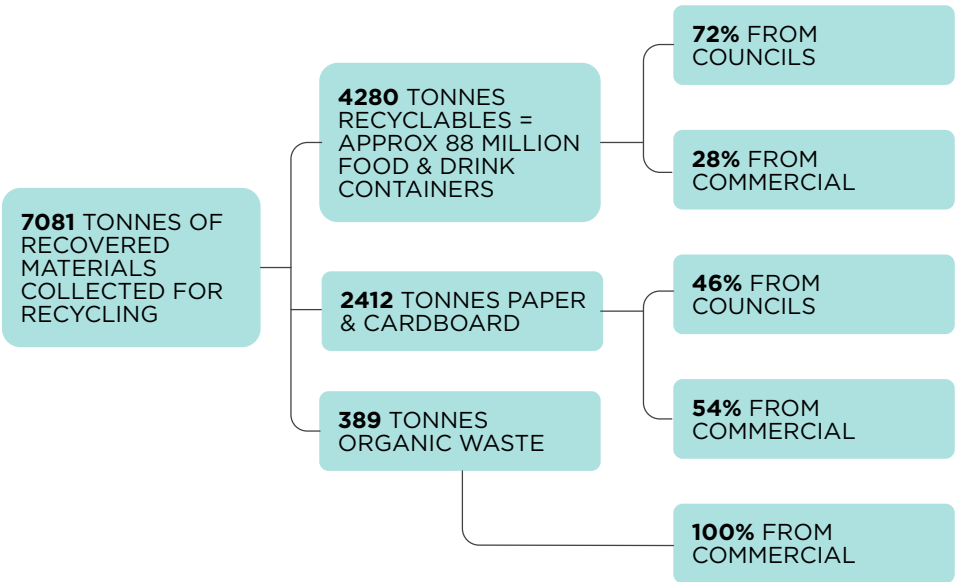 7081 TONNES OF
RECOVERED
MATERIALS
COLLECTED FOR
RECYCLING
4280 TONNES
RECYCLABLES =
APPROX 88 MILLION
FOOD & DRINK
CONTAINERS
72% FROM
COUNCILS
28% FROM
COMMERCIAL
2412 TONNES PAPER
& CARDBOARD
46% FROM
COUNCILS
54% FROM
COMMERCIAL
389 TONNES
ORGANIC WASTE
100% FROM
COMMERCIAL